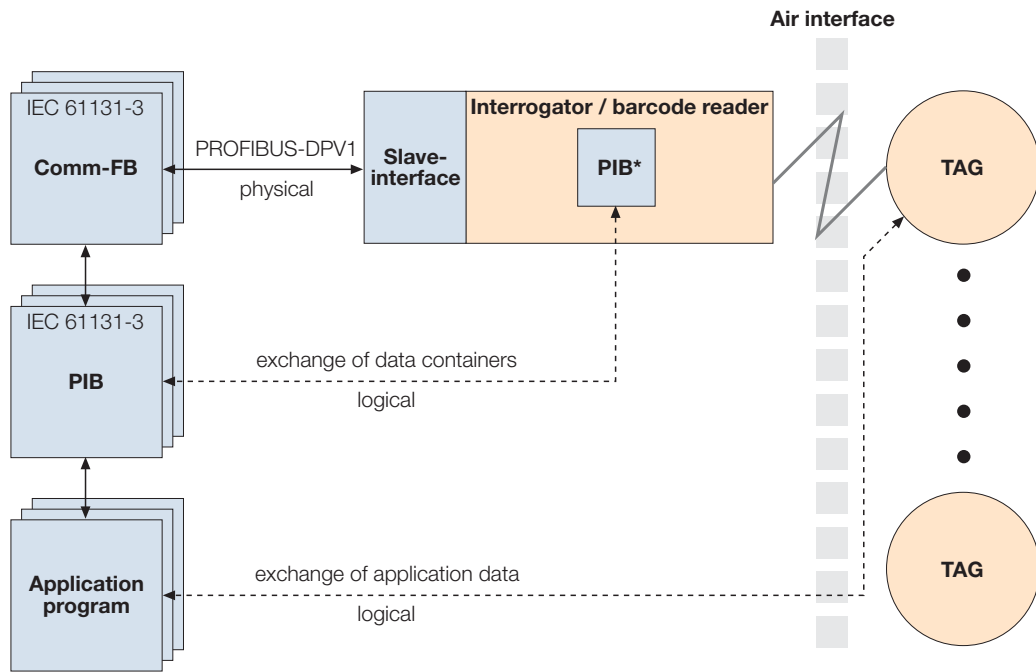 Air interface
IEC 61131-3
Comm-FB
PROFIBUS-DPV1
physical
Slave-
interface
Interrogator / barcode reader
PIB*
TAG
IEC 61131-3
PIB
exchange of data containers
logical
Application
program
exchange of application data
logical
TAG